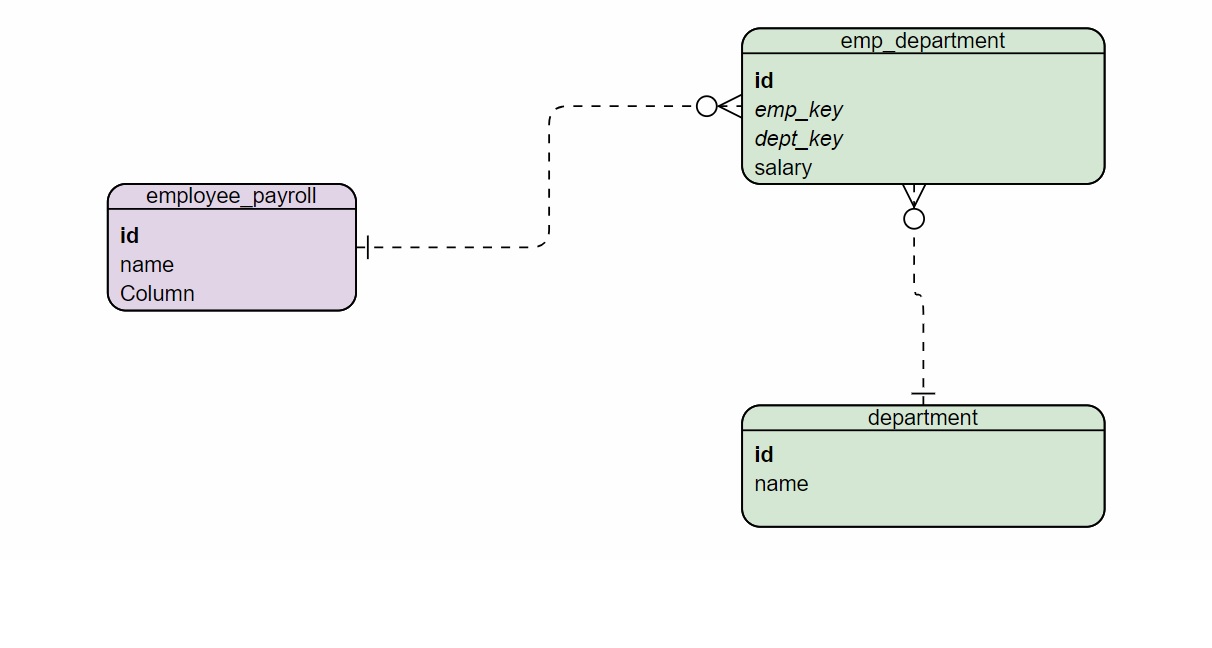 emp_department
id
emp_key
dept_key
salary
employee_payroll
id
name
Column
department
id
name